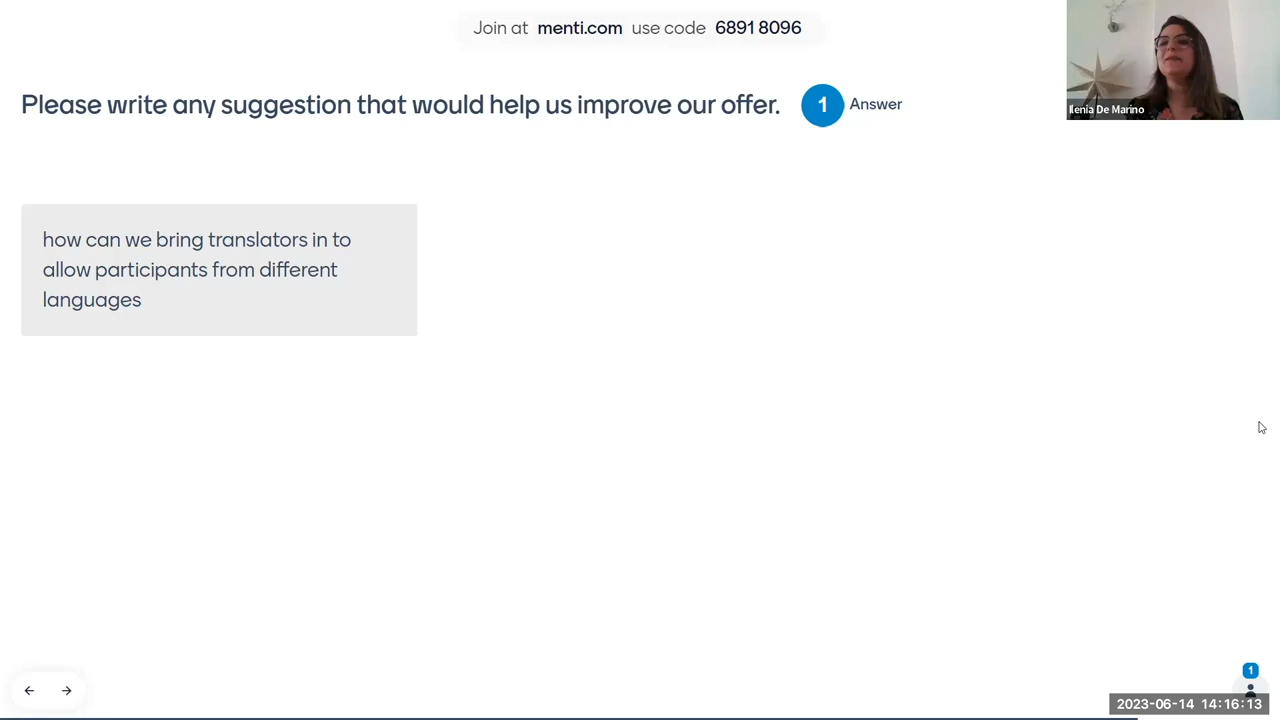 Join at menti.com use code 6891 8096
Please write any suggestion that would help us improve our offer.
1 Answer
Ilenia De Marino
how can we bring translators in to
allow participants from different
languages
1
2023-06-14 14:16:13